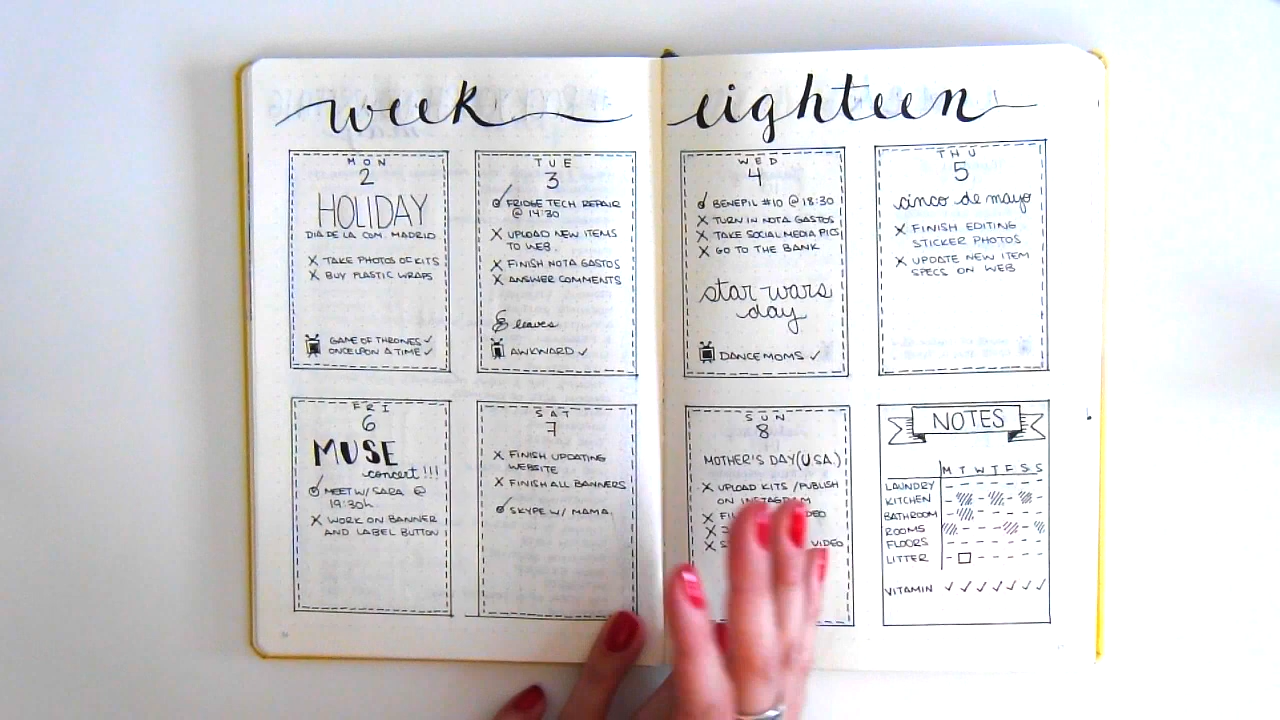 week eighteen
MON
2
HOLIDAY
DIA DE LA COM. MADRID
X TAKE PHOTOS OF KITS
X BUY PLASTIC WRAPS
GAME OF THRONES ✓
ONCE UPON A TIME ✓
TUE
3
FRIDGE TECH REPAIR
@ 14:30
X UPLOAD NEW ITEMS
TO WEB.
X FINISH NOTA GASTOS
X ANSWER COMMENTS
leaves
AWKWARD ✓
WED
4
BENEPIL #10 @ 18:30
X TURN IN NOTA GASTOS
X TAKE SOCIAL MEDIA PICS
X GO TO THE BANK
star wars
day
DANCE MOMS ✓
THU
5
cinco de mayo
X FINISH EDITING
STICKER PHOTOS
X UPDATE NEW ITEM
SPECS ON WEB
FRI
6
MUSE
concert!!!
MEET W/ SARA @
19:30h
X WORK ON BANNER
AND LABEL BUTTON
SAT
7
X FINISH UPDATING
WEBSITE
X FINISH ALL BANNERS
SKYPE W/ MAMA
SUN
8
MOTHER'S DAY (U.S.A.)
X UPLOAD KITS / PUBLISH
ON INSTAGRAM
X
X
X VIDEO
NOTES
M T W T F S S
LAUNDRY
KITCHEN
BATHROOM
ROOMS
FLOORS
LITTER
VITAMIN ✓ ✓ ✓ ✓ ✓ ✓ ✓